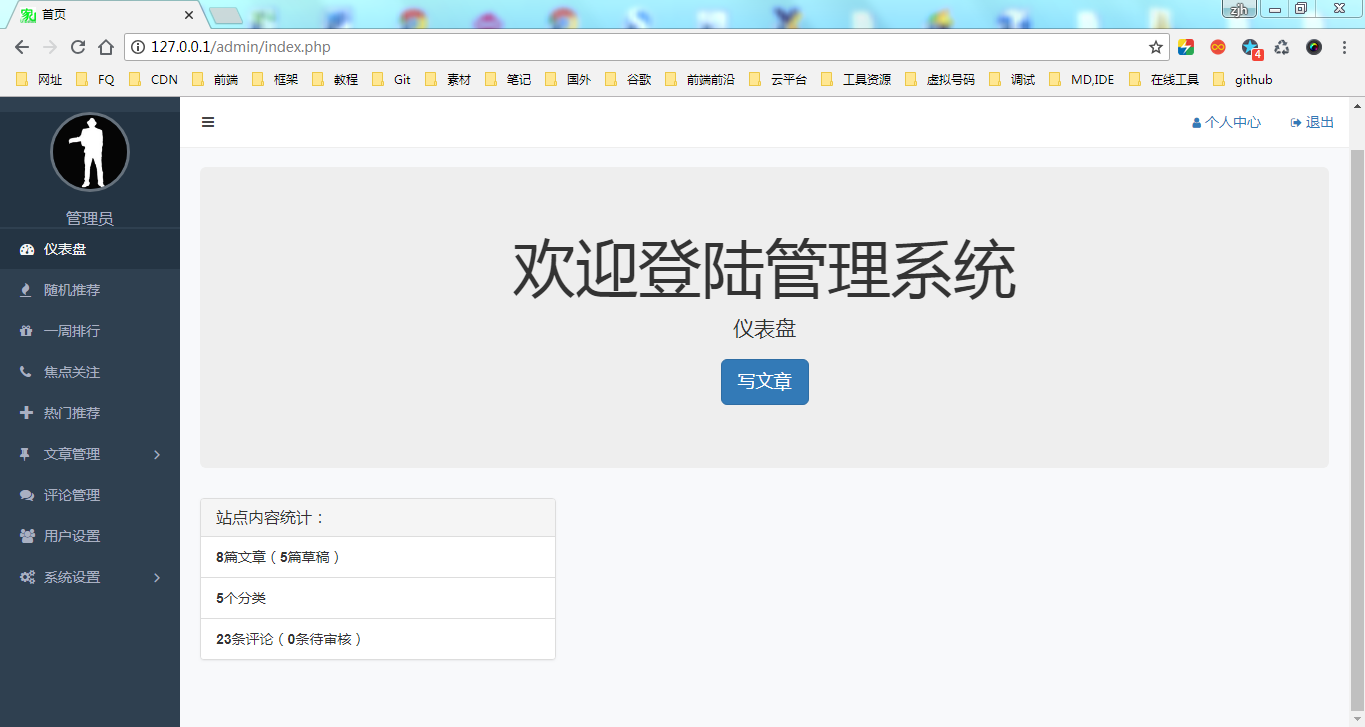 首页
zjh
127.0.0.1/admin/index.php
4
网址 FQ CDN 前端 框架 教程 Git 素材 笔记 国外 谷歌 前端前沿 云平台 工具资源 虚拟号码 调试 MD,IDE 在线工具 github
个人中心 退出
管理员
仪表盘
随机推荐
一周排行
焦点关注
热门推荐
文章管理
评论管理
用户设置
系统设置
欢迎登陆管理系统
仪表盘
写文章
站点内容统计：
8篇文章（5篇草稿）
5个分类
23条评论（0条待审核）